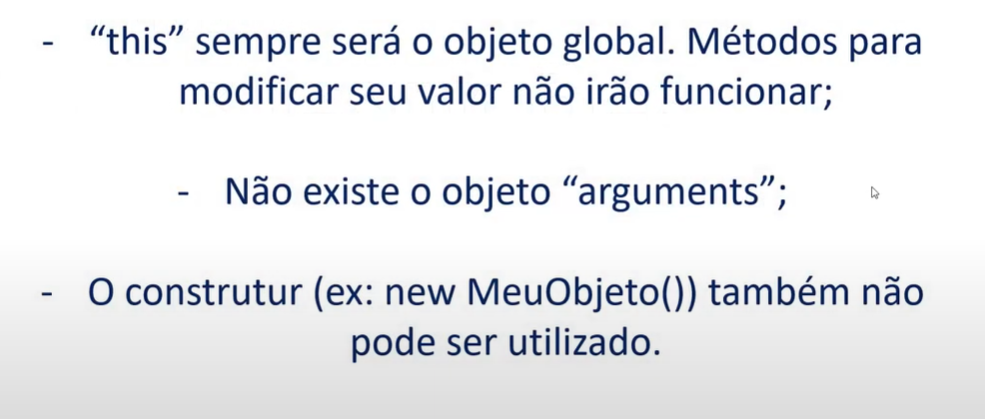 - “this” sempre será o objeto global. Métodos para
modificar seu valor não irão funcionar;
- Não existe o objeto “arguments”;
- O construtur (ex: new MeuObjeto()) também não
pode ser utilizado.